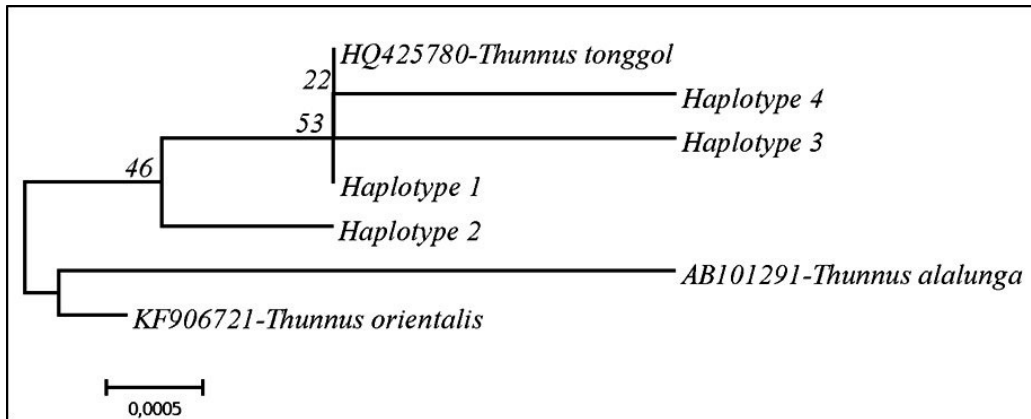 HQ425780-Thunnus tonggol
22
Haplotype 4
53
Haplotype 3
46
Haplotype 1
Haplotype 2
AB101291-Thunnus alalunga
KF906721-Thunnus orientalis
0,0005